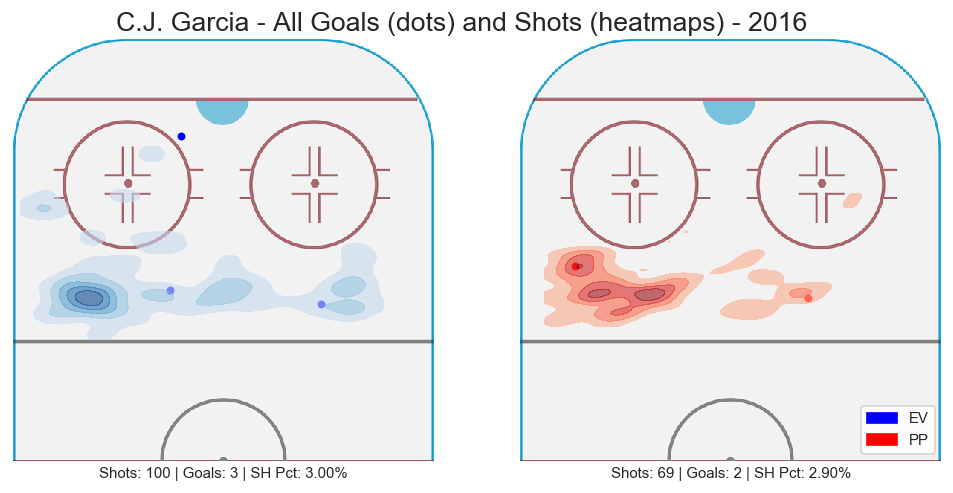 C.J. Garcia - All Goals (dots) and Shots (heatmaps) - 2016
EV
PP
Shots: 100 | Goals: 3 | SH Pct: 3.00%
Shots: 69 | Goals: 2 | SH Pct: 2.90%